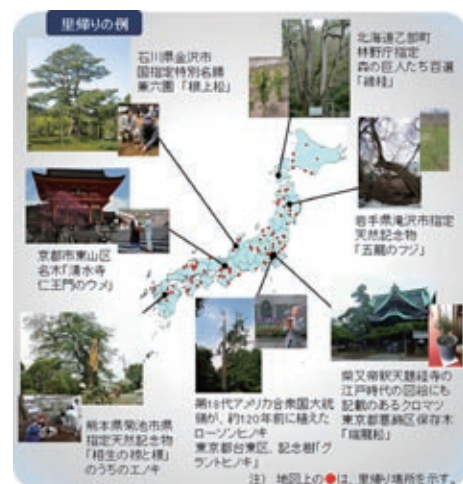 里帰りの例
石川県金沢市
国指定特別名勝
兼六園「根上松」
北海道乙部町
林野庁指定
森の巨人たち百選
「縁桂」
岩手県滝沢市指定
天然記念物
「五龍のフジ」
京都市東山区
名木「清水寺
仁王門のウメ」
柴又帝釈天題経寺の
江戸時代の図絵にも
記載のあるクロマツ
東京都葛飾区保存木
「瑞龍松」
熊本県菊池市県
指定天然記念物
「相生の椋と榎」
のうちのエノキ
第18代アメリカ合衆国大統
領が、約120年前に植えた
ローソンヒノキ
東京都台東区、記念樹「グ
ラントヒノキ」
注） 地図上の●は、里帰り場所を示す。